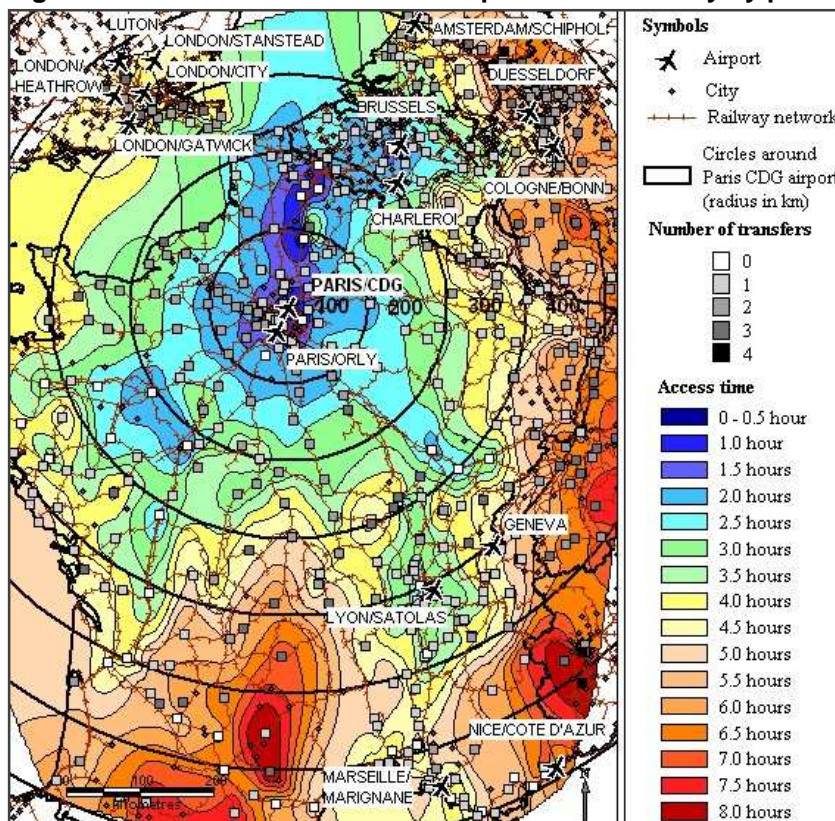 LUTON
LONDON/STANSTEAD
LONDON/
HEATHROW
LONDON/CITY
LONDON/GATWICK
AMSTERDAM/SCHIPHOL
DUESSELDORF
BRUSSELS
COLOGNE/BONN
CHARLEROI
PARIS/CDG
100 200 300 400
PARIS/ORLY
GENEVA
LYON/SATOLAS
NICE/COTE D'AZUR
MARSEILLE/
MARIGNANE
0 100 200
Kilometres
N
Symbols
Airport
City
Railway network
Circles around
Paris CDG airport
(radius in km)
Number of transfers
0
1
2
3
4
Access time
0 - 0.5 hour
1.0 hour
1.5 hours
2.0 hours
2.5 hours
3.0 hours
3.5 hours
4.0 hours
4.5 hours
5.0 hours
5.5 hours
6.0 hours
6.5 hours
7.0 hours
7.5 hours
8.0 hours